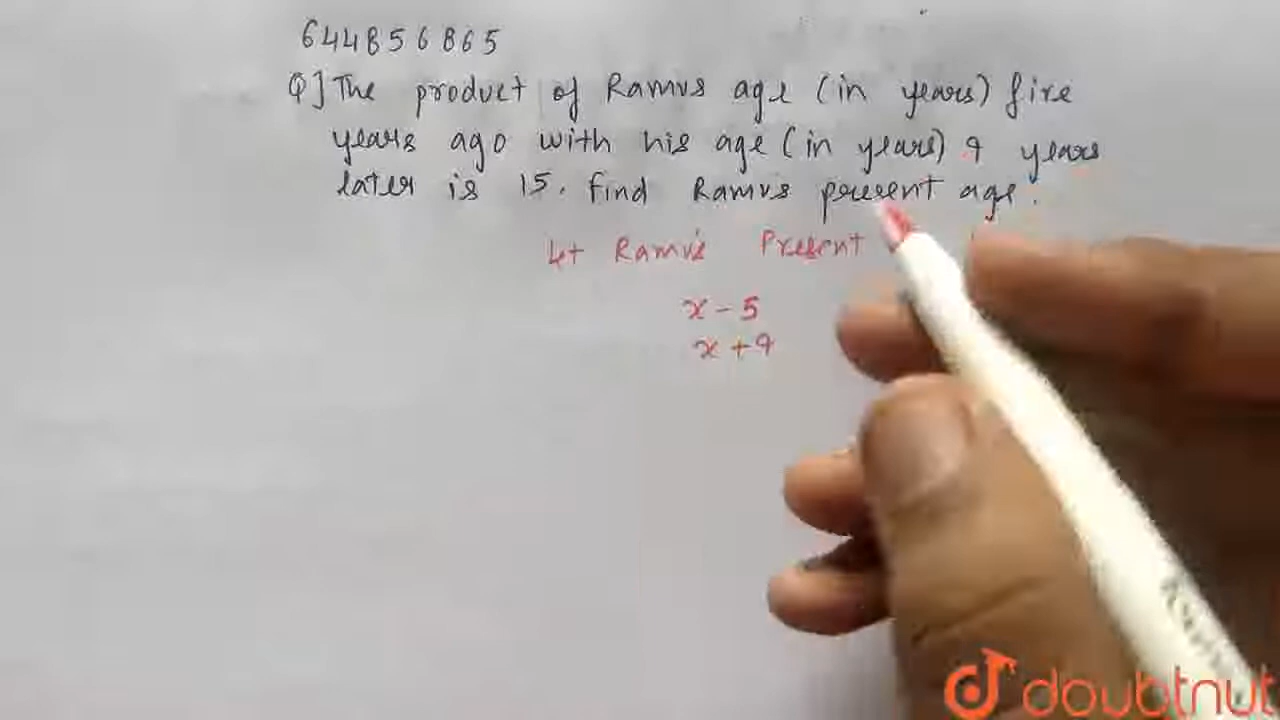 644856865
Q] The product of Ramus age (in years) five
years ago with his age (in years) 9 years
later is 15. find Ramu's present age.
Let Ramu's Present
x - 5
x + 9
doubtnut